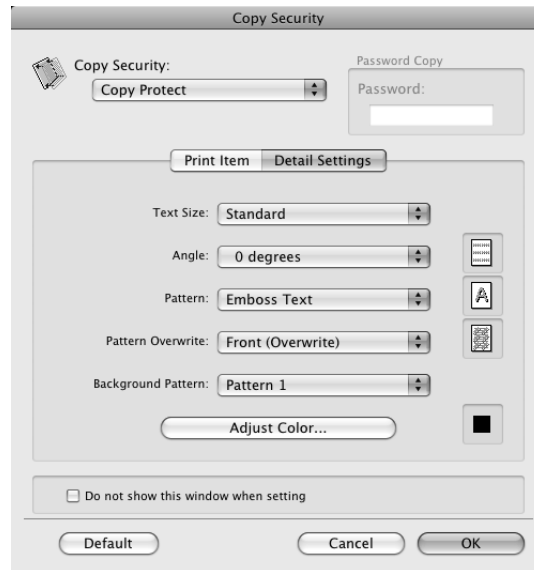 Copy Security
Copy Security:
Copy Protect
Password Copy
Password:
Print Item Detail Settings
Text Size: Standard
Angle: 0 degrees
Pattern: Emboss Text
A
Pattern Overwrite: Front (Overwrite)
Background Pattern: Pattern 1
Adjust Color...
Do not show this window when setting
Default Cancel OK